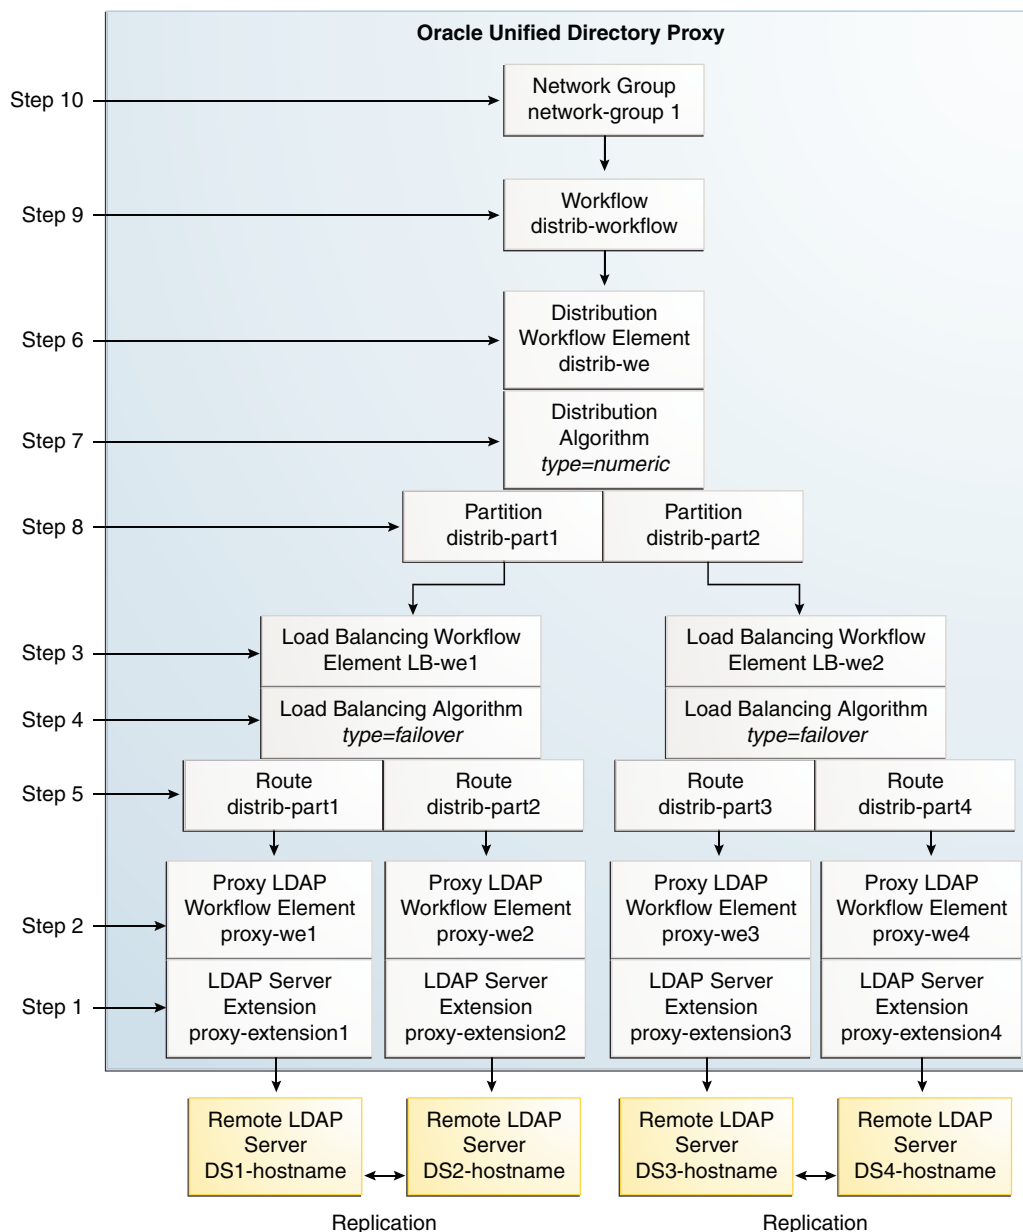 Oracle Unified Directory Proxy
Step 10
Network Group
network-group 1
Step 9
Workflow
distrib-workflow
Step 6
Distribution
Workflow Element
distrib-we
Step 7
Distribution
Algorithm
type=numeric
Step 8
Partition
distrib-part1
Partition
distrib-part2
Step 3
Load Balancing Workflow
Element LB-we1
Load Balancing Workflow
Element LB-we2
Step 4
Load Balancing Algorithm
type=failover
Load Balancing Algorithm
type=failover
Step 5
Route
distrib-part1
Route
distrib-part2
Route
distrib-part3
Route
distrib-part4
Step 2
Proxy LDAP
Workflow Element
proxy-we1
Proxy LDAP
Workflow Element
proxy-we2
Proxy LDAP
Workflow Element
proxy-we3
Proxy LDAP
Workflow Element
proxy-we4
Step 1
LDAP Server
Extension
proxy-extension1
LDAP Server
Extension
proxy-extension2
LDAP Server
Extension
proxy-extension3
LDAP Server
Extension
proxy-extension4
Remote LDAP
Server
DS1-hostname
Remote LDAP
Server
DS2-hostname
Remote LDAP
Server
DS3-hostname
Remote LDAP
Server
DS4-hostname
Replication
Replication